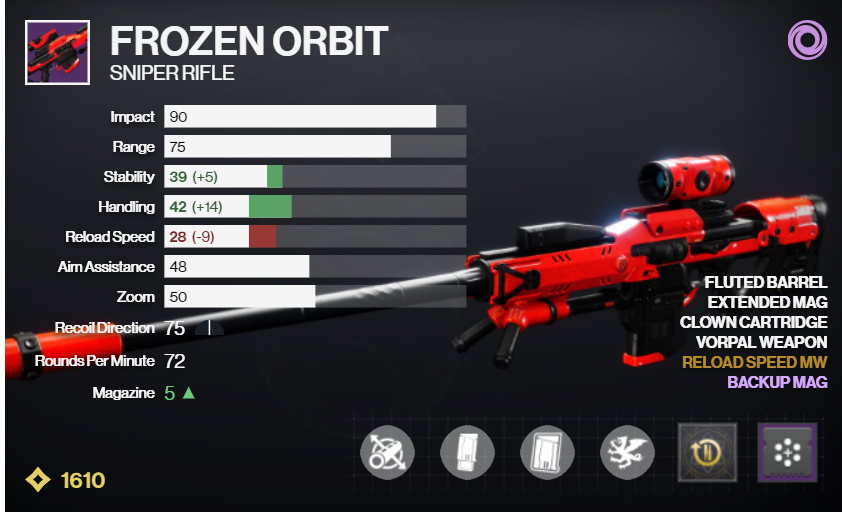 FROZEN ORBIT
SNIPER RIFLE
Impact 90
Range 75
Stability 39 (+5)
Handling 42 (+14)
Reload Speed 28 (-9)
Aim Assistance 48
Zoom 50
Recoil Direction 75
Rounds Per Minute 72
Magazine 5 ▲
FLUTED BARREL
EXTENDED MAG
CLOWN CARTRIDGE
VORPAL WEAPON
RELOAD SPEED MW
BACKUP MAG
1610